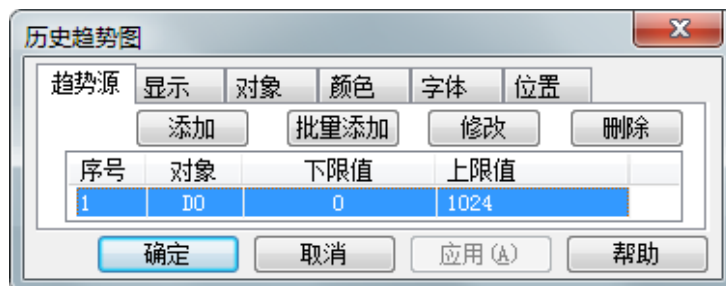 历史趋势图
趋势源 显示 对象 颜色 字体 位置
添加 批量添加 修改 删除
序号 对象 下限值 上限值
1 D0 0 1024
确定 取消 应用(A) 帮助